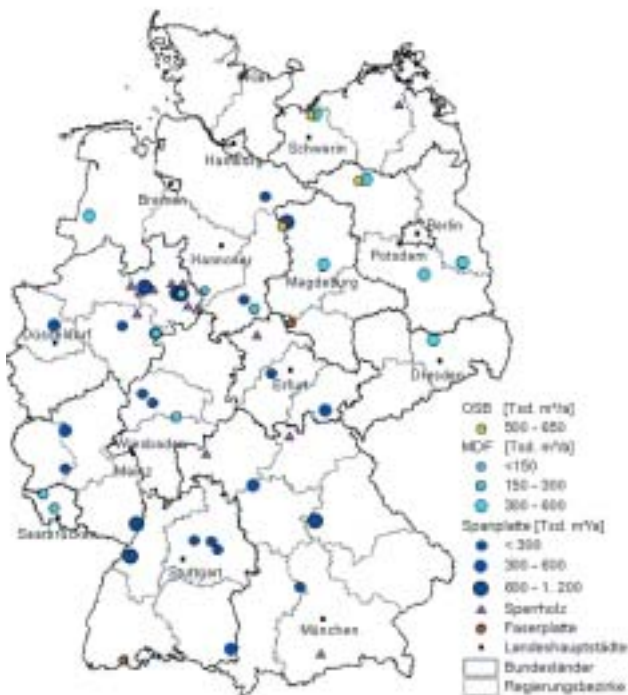 Kiel
Schwerin
Hamburg
Bremen
Berlin
Hannover
Potsdam
Magdeburg
Düsseldorf
Erfurt
Dresden
Wiesbaden
Mainz
Saarbrücken
Stuttgart
München
OSB [Tsd. m³/a]
500 - 650
MDF [Tsd. m³/a]
<150
150 - 300
300 - 600
Spanplatte [Tsd. m³/a]
< 300
300 - 600
600 - 1..200
Sperrholz
Faserplatte
Landeshauptstädte
Bundesländer
Regierungsbezirke